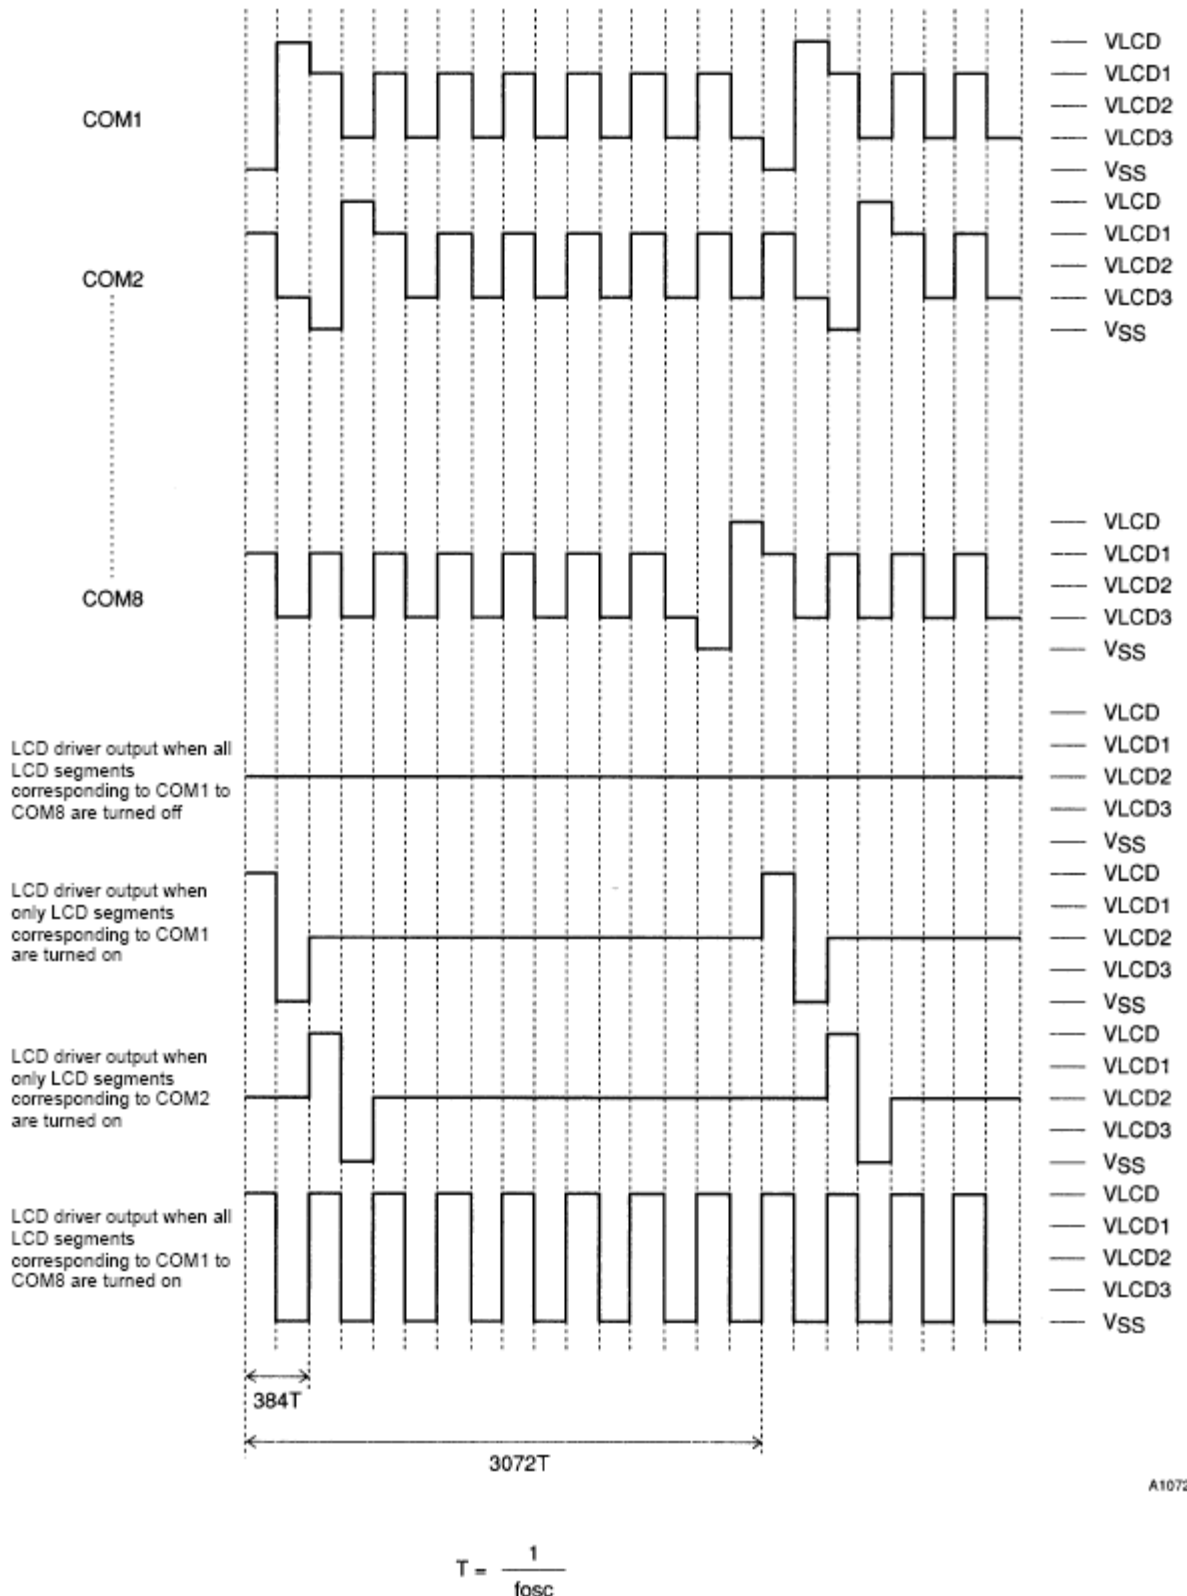 VLCD
VLCD1
COM1
VLCD2
VLCD3
VSS
VLCD
VLCD1
COM2
VLCD2
VLCD3
VSS
VLCD
VLCD1
COM8
VLCD2
VLCD3
VSS
LCD driver output when all
LCD segments
corresponding to COM1 to
COM8 are turned off
VLCD
VLCD1
VLCD2
VLCD3
VSS
LCD driver output when
only LCD segments
corresponding to COM1
are turned on
VLCD
VLCD1
VLCD2
VLCD3
VSS
LCD driver output when
only LCD segments
corresponding to COM2
are turned on
VLCD
VLCD1
VLCD2
VLCD3
VSS
LCD driver output when all
LCD segments
corresponding to COM1 to
COM8 are turned on
VLCD
VLCD1
VLCD2
VLCD3
VSS
384T
3072T
A1072
T = 1
fosc